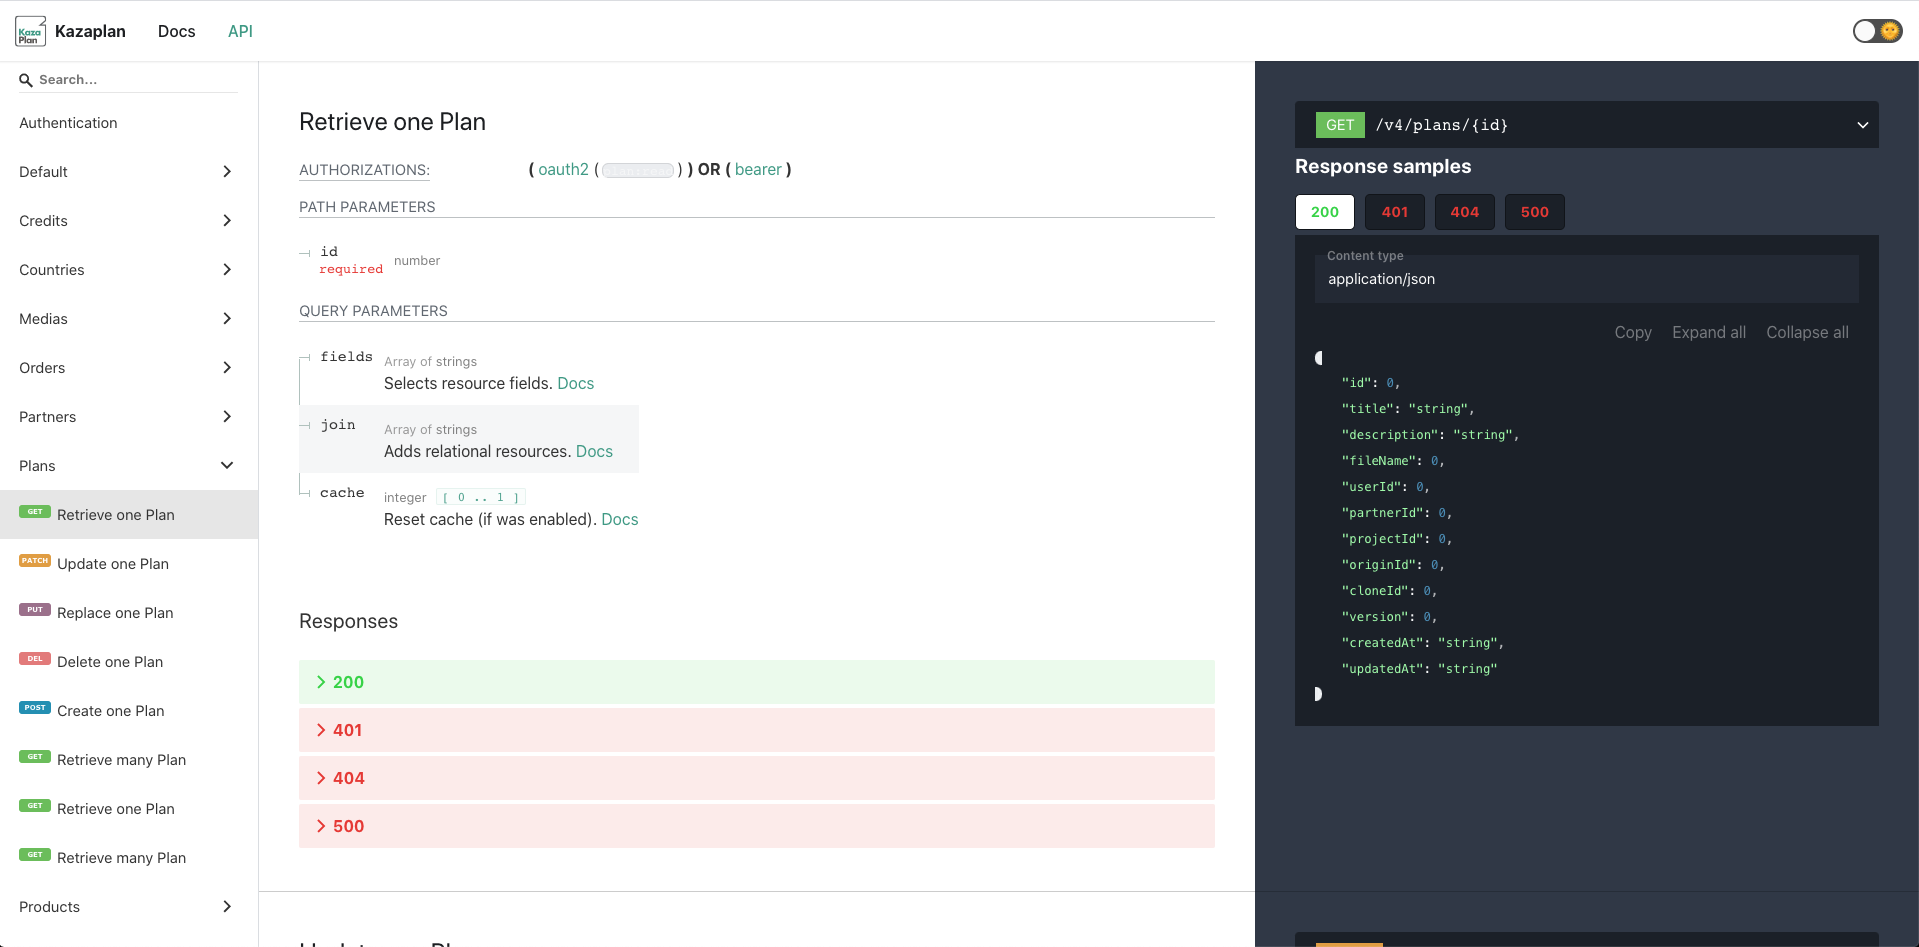 Kaza
Plan
Kazaplan
Docs
API
Search...
Authentication
Default
Credits
Countries
Medias
Orders
Partners
Plans
GET Retrieve one Plan
PATCH Update one Plan
PUT Replace one Plan
DEL Delete one Plan
POST Create one Plan
GET Retrieve many Plan
GET Retrieve one Plan
GET Retrieve many Plan
Products
Retrieve one Plan
AUTHORIZATIONS:
( oauth2 ( ) ) OR ( bearer )
PATH PARAMETERS
id
required
number
QUERY PARAMETERS
fields
Array of strings
Selects resource fields. Docs
join
Array of strings
Adds relational resources. Docs
cache
integer [ 0 .. 1 ]
Reset cache (if was enabled). Docs
Responses
200
401
404
500
GET /v4/plans/{id}
Response samples
200 401 404 500
Content type
application/json
Copy Expand all Collapse all
"id": 0,
"title": "string",
"description": "string",
"fileName": 0,
"userId": 0,
"partnerId": 0,
"projectId": 0,
"originId": 0,
"cloneId": 0,
"version": 0,
"createdAt": "string",
"updatedAt": "string"